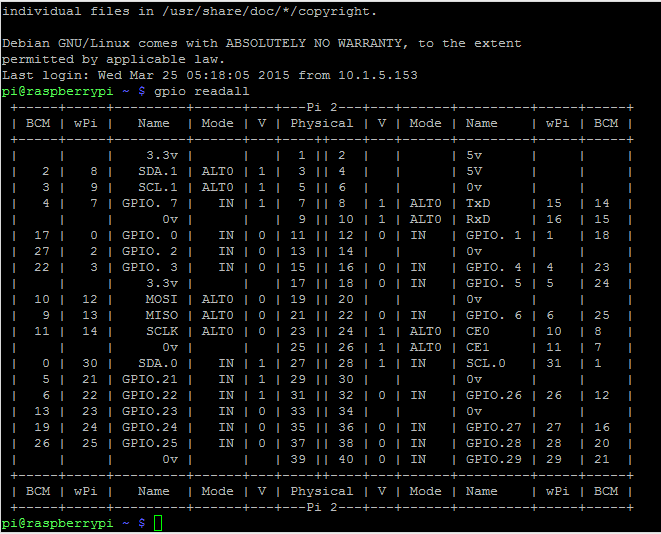 individual files in /usr/share/doc/*/copyright.
Debian GNU/Linux comes with ABSOLUTELY NO WARRANTY, to the extent
permitted by applicable law.
Last login: Wed Mar 25 05:18:05 2015 from 10.1.5.153
pi@raspberrypi ~ $ gpio readall
 +-----+-----+---------+------+---+---Pi 2---+---+------+---------+-----+-----+
 | BCM | wPi |   Name  | Mode | V | Physical | V | Mode | Name    | wPi | BCM |
 +-----+-----+---------+------+---+----++----+---+------+---------+-----+-----+
 |     |     |    3.3v |      |   |  1 || 2  |   |      | 5v      |     |     |
 |   2 |   8 |   SDA.1 | ALT0 | 1 |  3 || 4  |   |      | 5V      |     |     |
 |   3 |   9 |   SCL.1 | ALT0 | 1 |  5 || 6  |   |      | 0v      |     |     |
 |   4 |   7 | GPIO. 7 |   IN | 1 |  7 || 8  | 1 | ALT0 | TxD     | 15  | 14  |
 |     |     |      0v |      |   |  9 || 10 | 1 | ALT0 | RxD     | 16  | 15  |
 |  17 |   0 | GPIO. 0 |   IN | 0 | 11 || 12 | 0 | IN   | GPIO. 1 | 1   | 18  |
 |  27 |   2 | GPIO. 2 |   IN | 0 | 13 || 14 |   |      | 0v      |     |     |
 |  22 |   3 | GPIO. 3 |   IN | 0 | 15 || 16 | 0 | IN   | GPIO. 4 | 4   | 23  |
 |     |     |    3.3v |      |   | 17 || 18 | 0 | IN   | GPIO. 5 | 5   | 24  |
 |  10 |  12 |    MOSI | ALT0 | 0 | 19 || 20 |   |      | 0v      |     |     |
 |   9 |  13 |    MISO | ALT0 | 0 | 21 || 22 | 0 | IN   | GPIO. 6 | 6   | 25  |
 |  11 |  14 |    SCLK | ALT0 | 0 | 23 || 24 | 1 | ALT0 | CE0     | 10  | 8   |
 |     |     |      0v |      |   | 25 || 26 | 1 | ALT0 | CE1     | 11  | 7   |
 |   0 |  30 |   SDA.0 |   IN | 1 | 27 || 28 | 1 | IN   | SCL.0   | 31  | 1   |
 |   5 |  21 | GPIO.21 |   IN | 1 | 29 || 30 |   |      | 0v      |     |     |
 |   6 |  22 | GPIO.22 |   IN | 1 | 31 || 32 | 0 | IN   | GPIO.26 | 26  | 12  |
 |  13 |  23 | GPIO.23 |   IN | 0 | 33 || 34 |   |      | 0v      |     |     |
 |  19 |  24 | GPIO.24 |   IN | 0 | 35 || 36 | 0 | IN   | GPIO.27 | 27  | 16  |
 |  26 |  25 | GPIO.25 |   IN | 0 | 37 || 38 | 0 | IN   | GPIO.28 | 28  | 20  |
 |     |     |      0v |      |   | 39 || 40 | 0 | IN   | GPIO.29 | 29  | 21  |
 +-----+-----+---------+------+---+----++----+---+------+---------+-----+-----+
 | BCM | wPi |   Name  | Mode | V | Physical | V | Mode | Name    | wPi | BCM |
 +-----+-----+---------+------+---+---Pi 2---+---+------+---------+-----+-----+
pi@raspberrypi ~ $